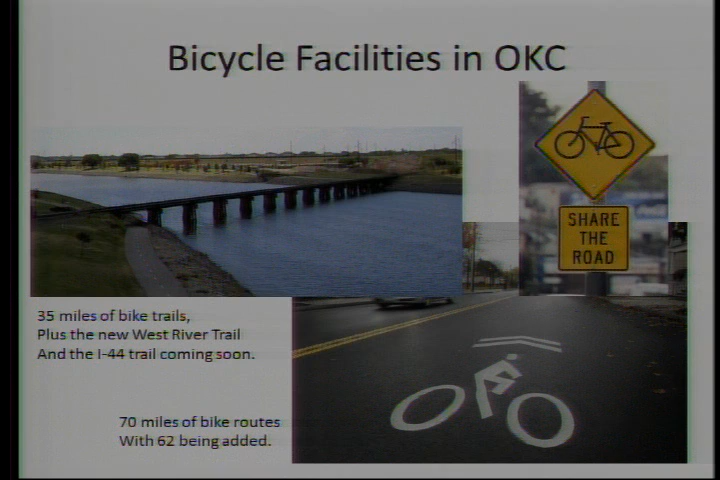 Bicycle Facilities in OKC
SHARE
THE
ROAD
35 miles of bike trails,
Plus the new West River Trail
And the I-44 trail coming soon.
70 miles of bike routes
With 62 being added.